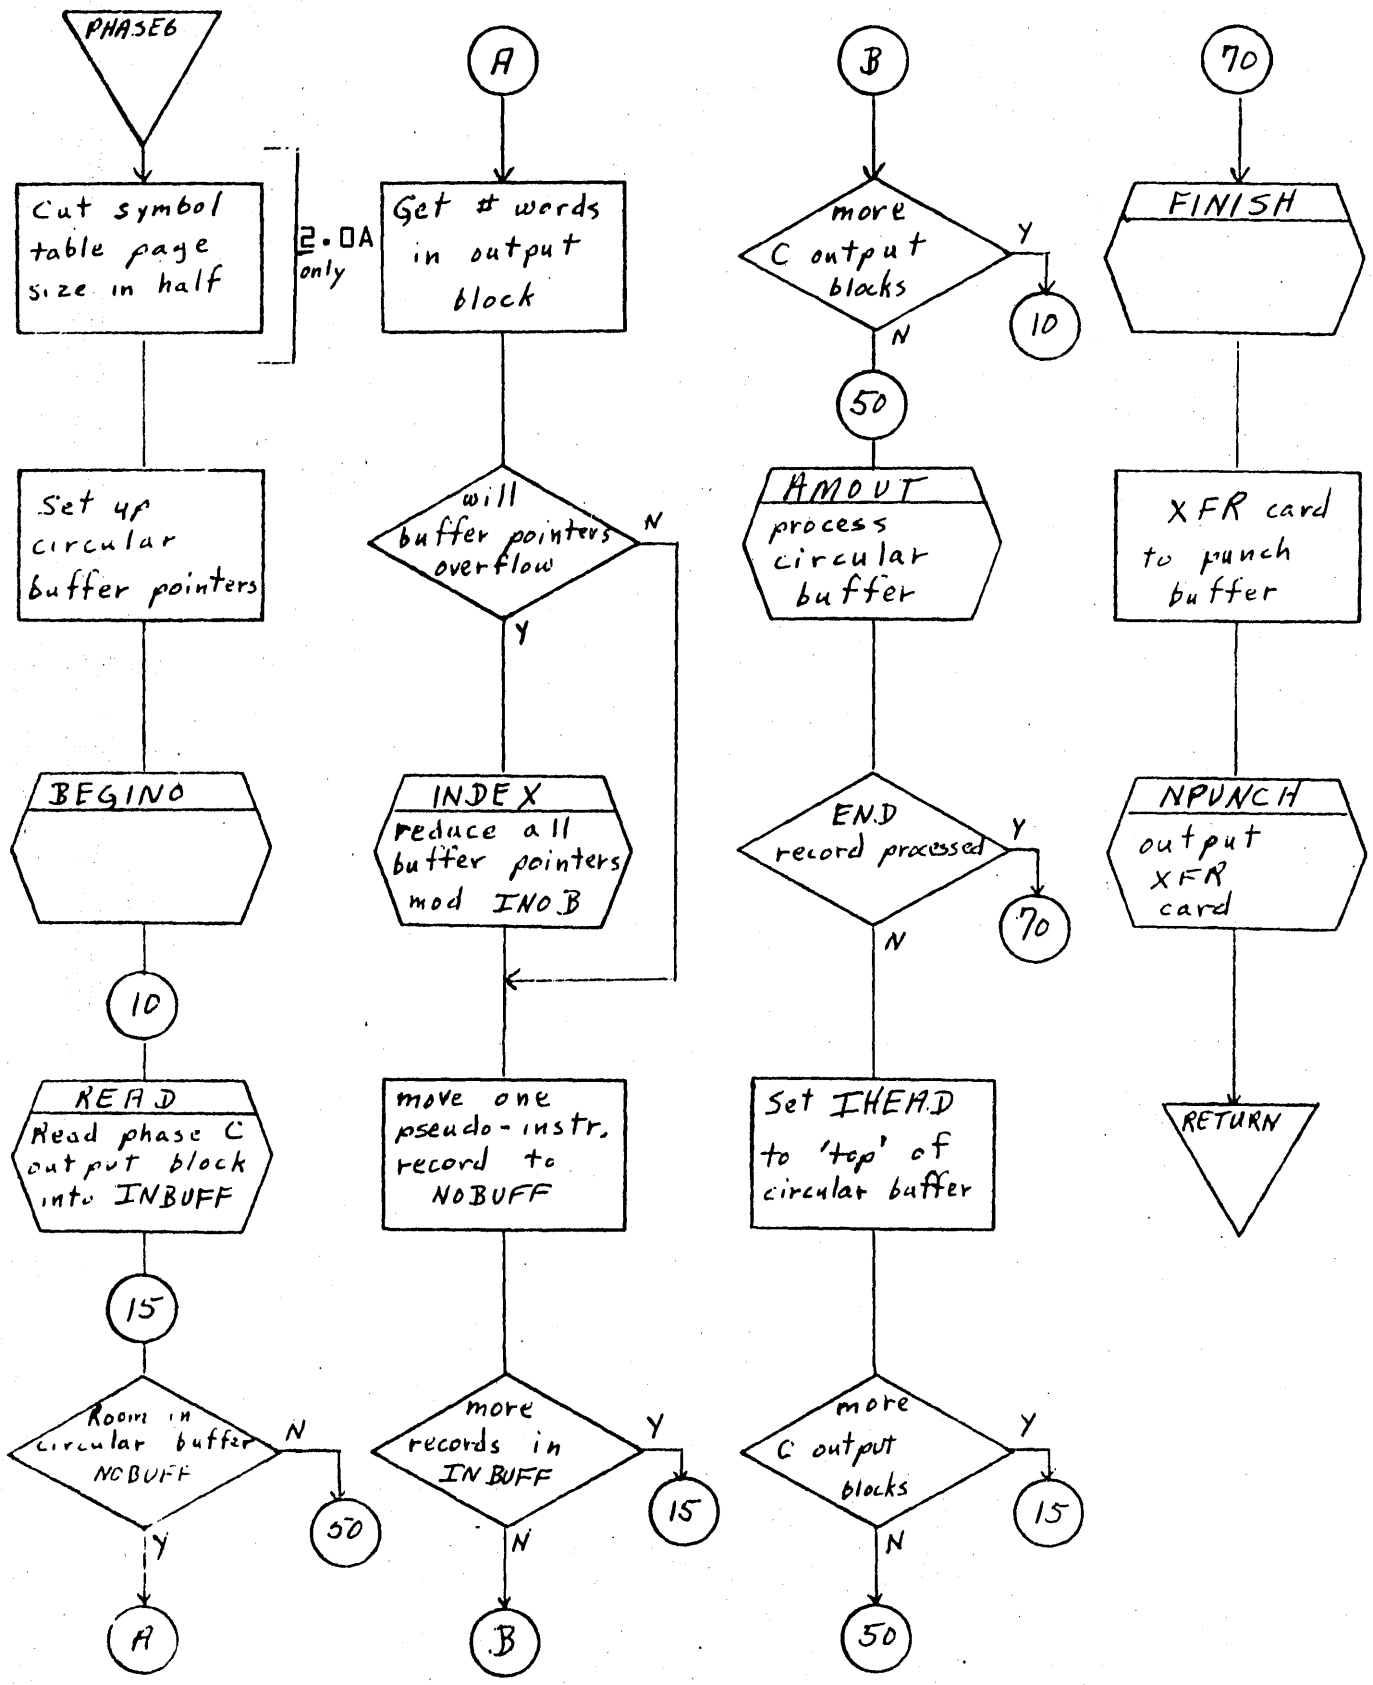 PHASE6
Cut symbol
table page
size in half
2.0A
only
Set up
circular
buffer pointers
BEGINO
10
READ
Read phase C
output block
into INBUFF
15
Room in
circular buffer
NOBUFF
N
50
Y
A
A
Get # words
in output
block
will
buffer pointers
overflow
N
Y
INDEX
reduce all
buffer pointers
mod INOB
move one
pseudo-instr.
record to
NOBUFF
more
records in
INBUFF
Y
15
N
B
B
more
C output
blocks
Y
10
N
50
AMOUT
process
circular
buffer
END
record processed
Y
70
N
Set IHEAD
to 'top' of
circular buffer
more
C output
blocks
Y
15
N
50
70
FINISH
XFR card
to punch
buffer
NPUNCH
output
XFR
card
RETURN